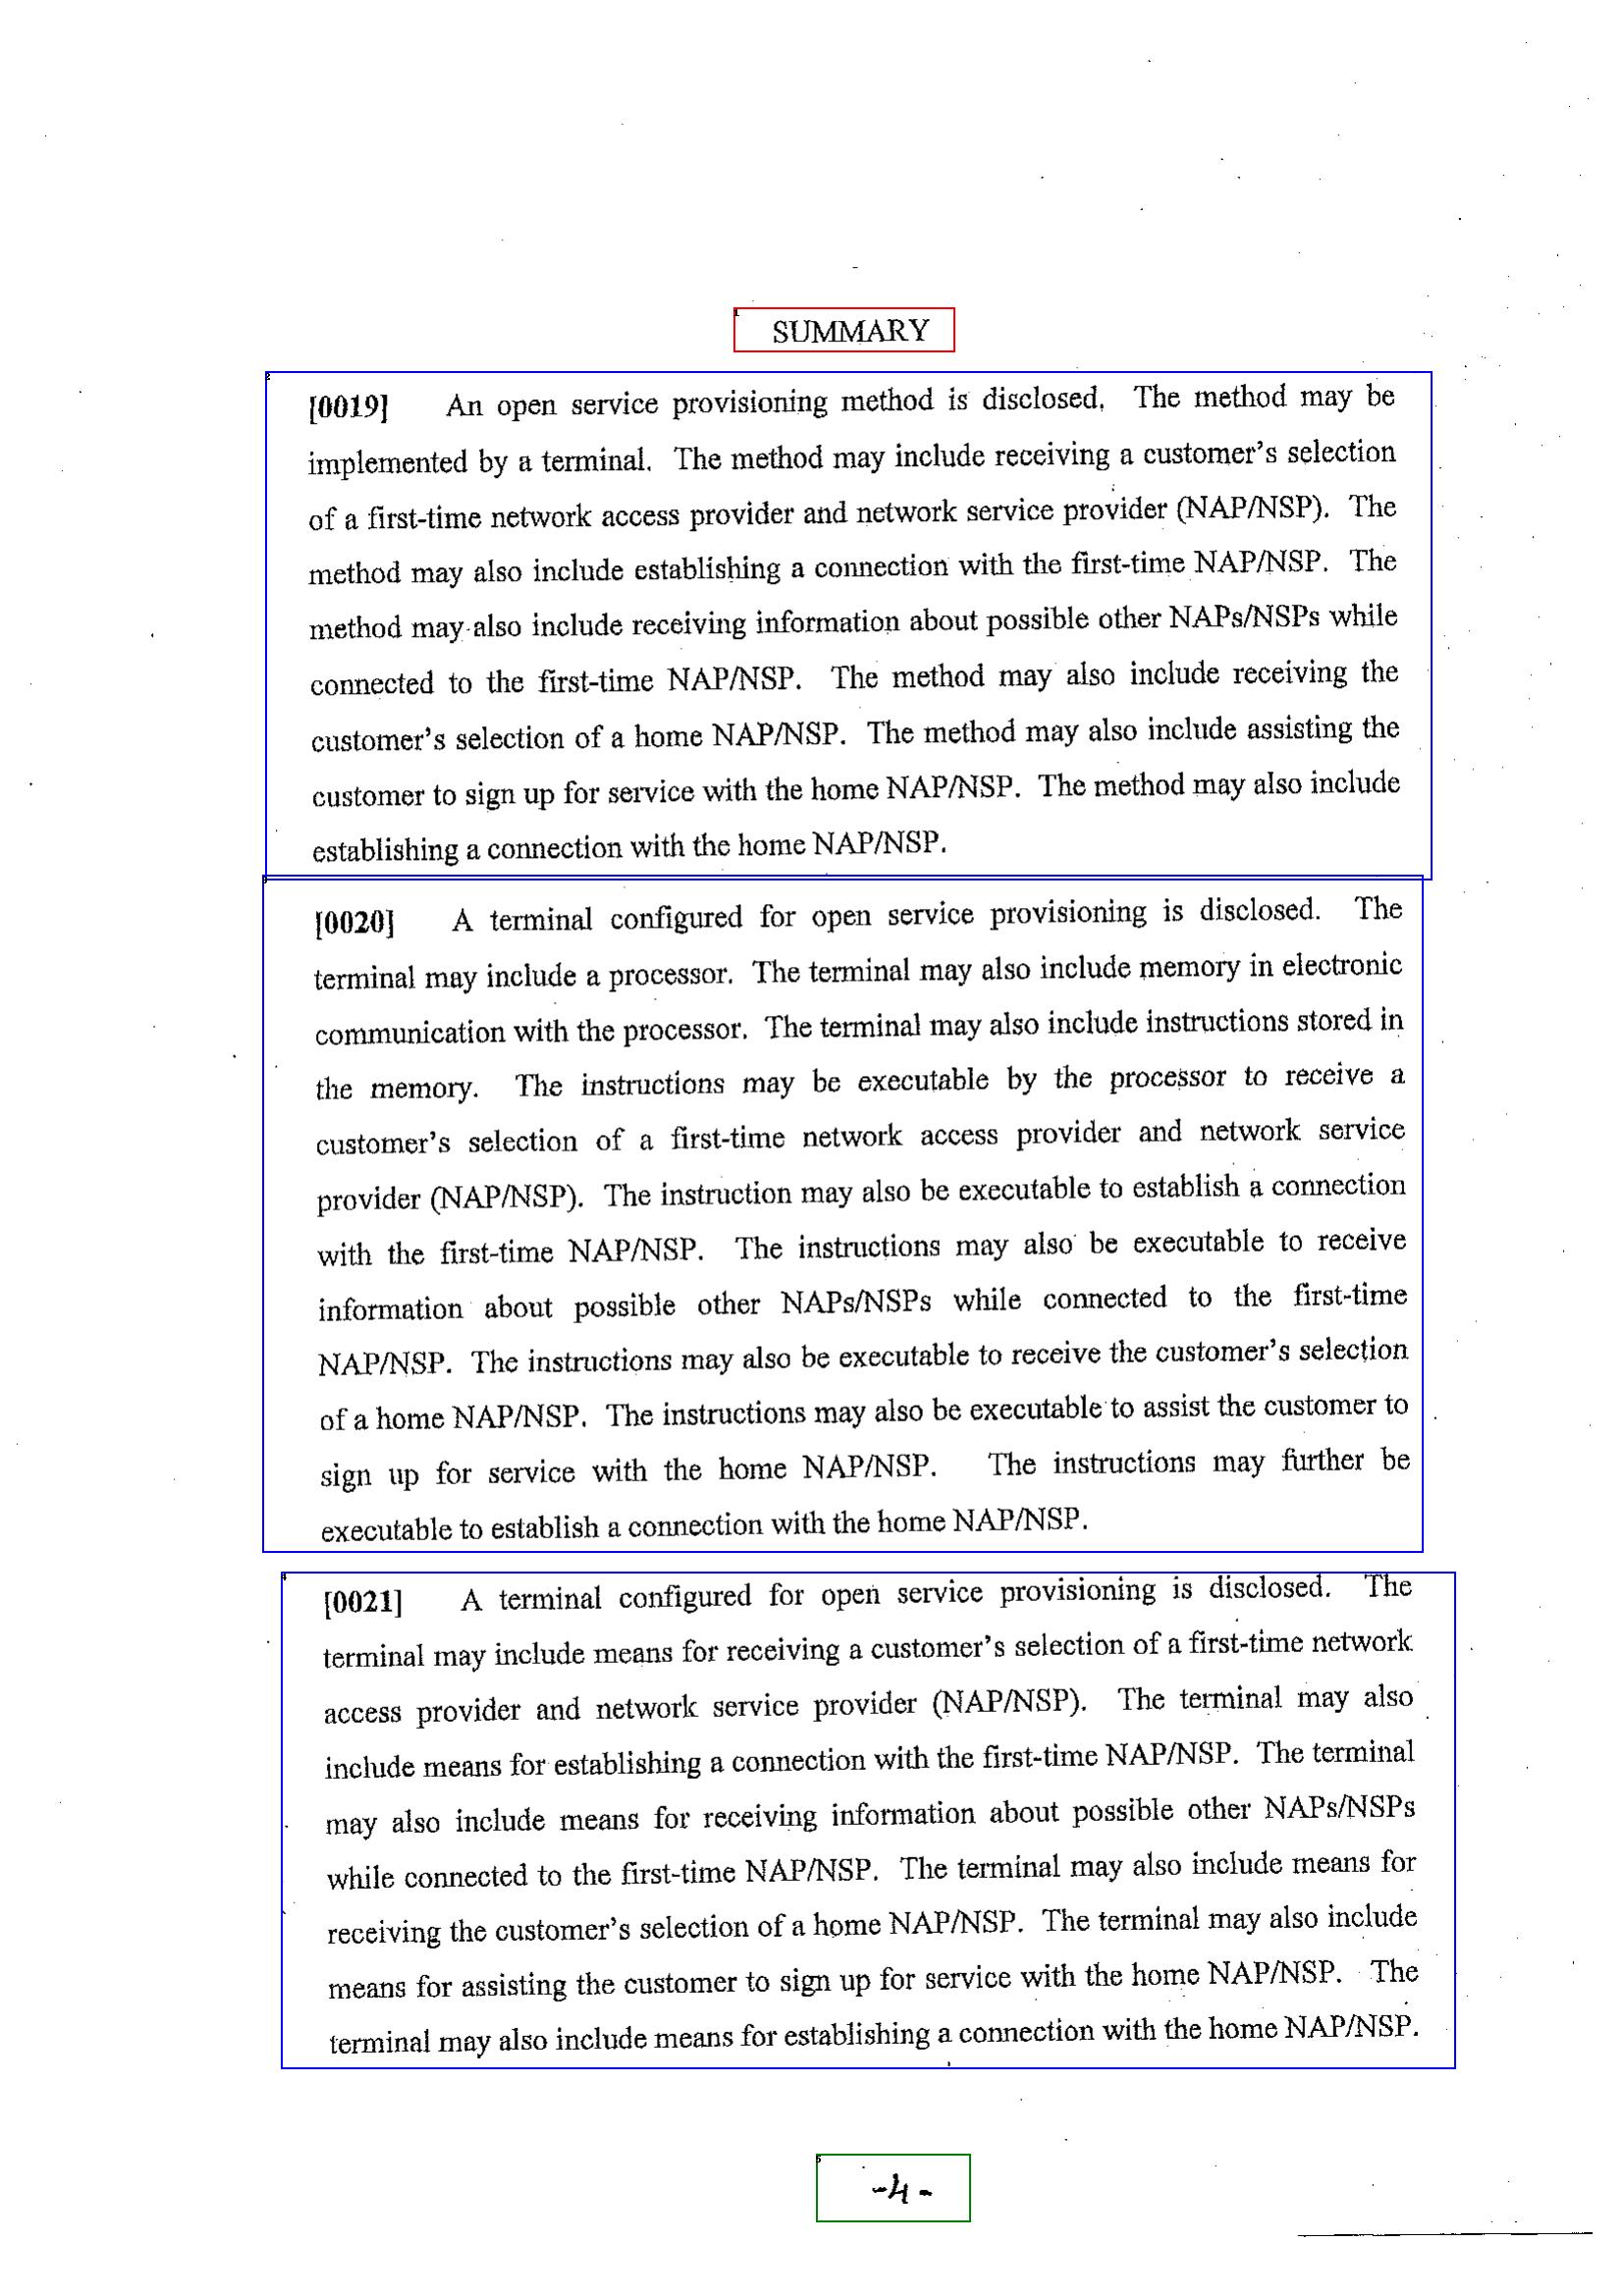 SUMMARY
[0019] An open service provisioning method is disclosed. The method may be
implemented by a terminal. The method may include receiving a customer's selection
of a first-time network access provider and network service provider (NAP/NSP). The
method may also include establishing a connection with the first-time NAP/NSP. The
method may also include receiving information about possible other NAPs/NSPs while
connected to the first-time NAP/NSP. The method may also include receiving the
customer's selection of a home NAP/NSP. The method may also include assisting the
customer to sign up for service with the home NAP/NSP. The method may also include
establishing a connection with the home NAP/NSP.
[0020] A terminal configured for open service provisioning is disclosed. The
terminal may include a processor. The terminal may also include memory in electronic
communication with the processor. The terminal may also include instructions stored in
the memory. The instructions may be executable by the processor to receive a
customer's selection of a first-time network access provider and network service
provider (NAP/NSP). The instruction may also be executable to establish a connection
with the first-time NAP/NSP. The instructions may also be executable to receive
information about possible other NAPs/NSPs while connected to the first-time
NAP/NSP. The instructions may also be executable to receive the customer's selection
of a home NAP/NSP. The instructions may also be executable to assist the customer to
sign up for service with the home NAP/NSP. The instructions may further be
executable to establish a connection with the home NAP/NSP.
[0021] A terminal configured for open service provisioning is disclosed. The
terminal may include means for receiving a customer's selection of a first-time network
access provider and network service provider (NAP/NSP). The terminal may also
include means for establishing a connection with the first-time NAP/NSP. The terminal
may also include means for receiving information about possible other NAPs/NSPs
while connected to the first-time NAP/NSP. The terminal may also include means for
receiving the customer's selection of a home NAP/NSP. The terminal may also include
means for assisting the customer to sign up for service with the home NAP/NSP. The
terminal may also include means for establishing a connection with the home NAP/NSP.
-4-